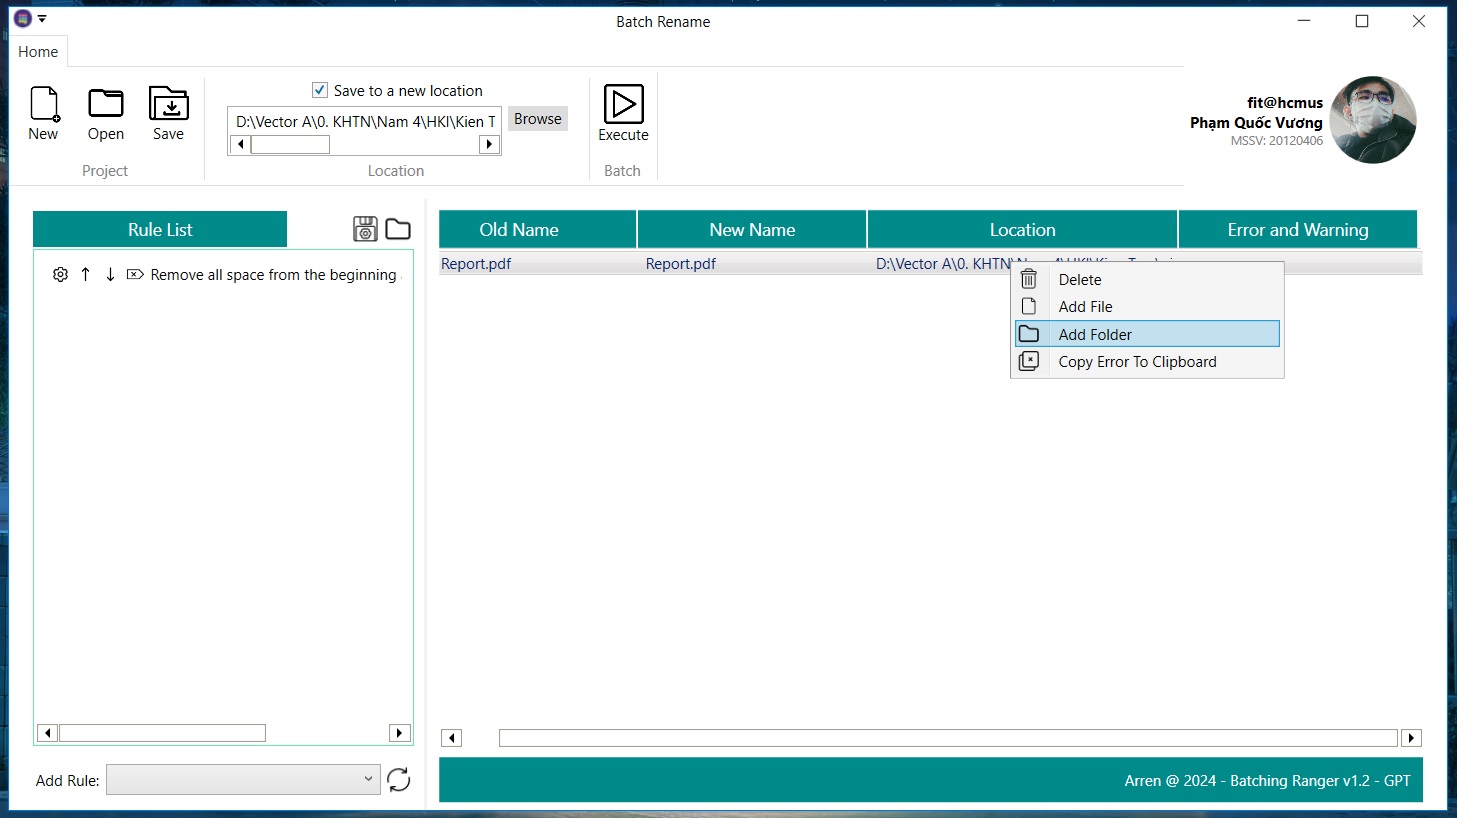 Batch Rename
Home
New
Open
Save
Project
Save to a new location
D:\Vector A\0. KHTN\Nam 4\HKI\Kien T
Browse
Location
Execute
Batch
fit@hcmus
Phạm Quốc Vương
MSSV: 20120406
Rule List
Remove all space from the beginning
Old Name
New Name
Location
Error and Warning
Report.pdf
Report.pdf
D:\Vector A\0. KHTN\
Delete
Add File
Add Folder
Copy Error To Clipboard
Add Rule:
Arren @ 2024 - Batching Ranger v1.2 - GPT